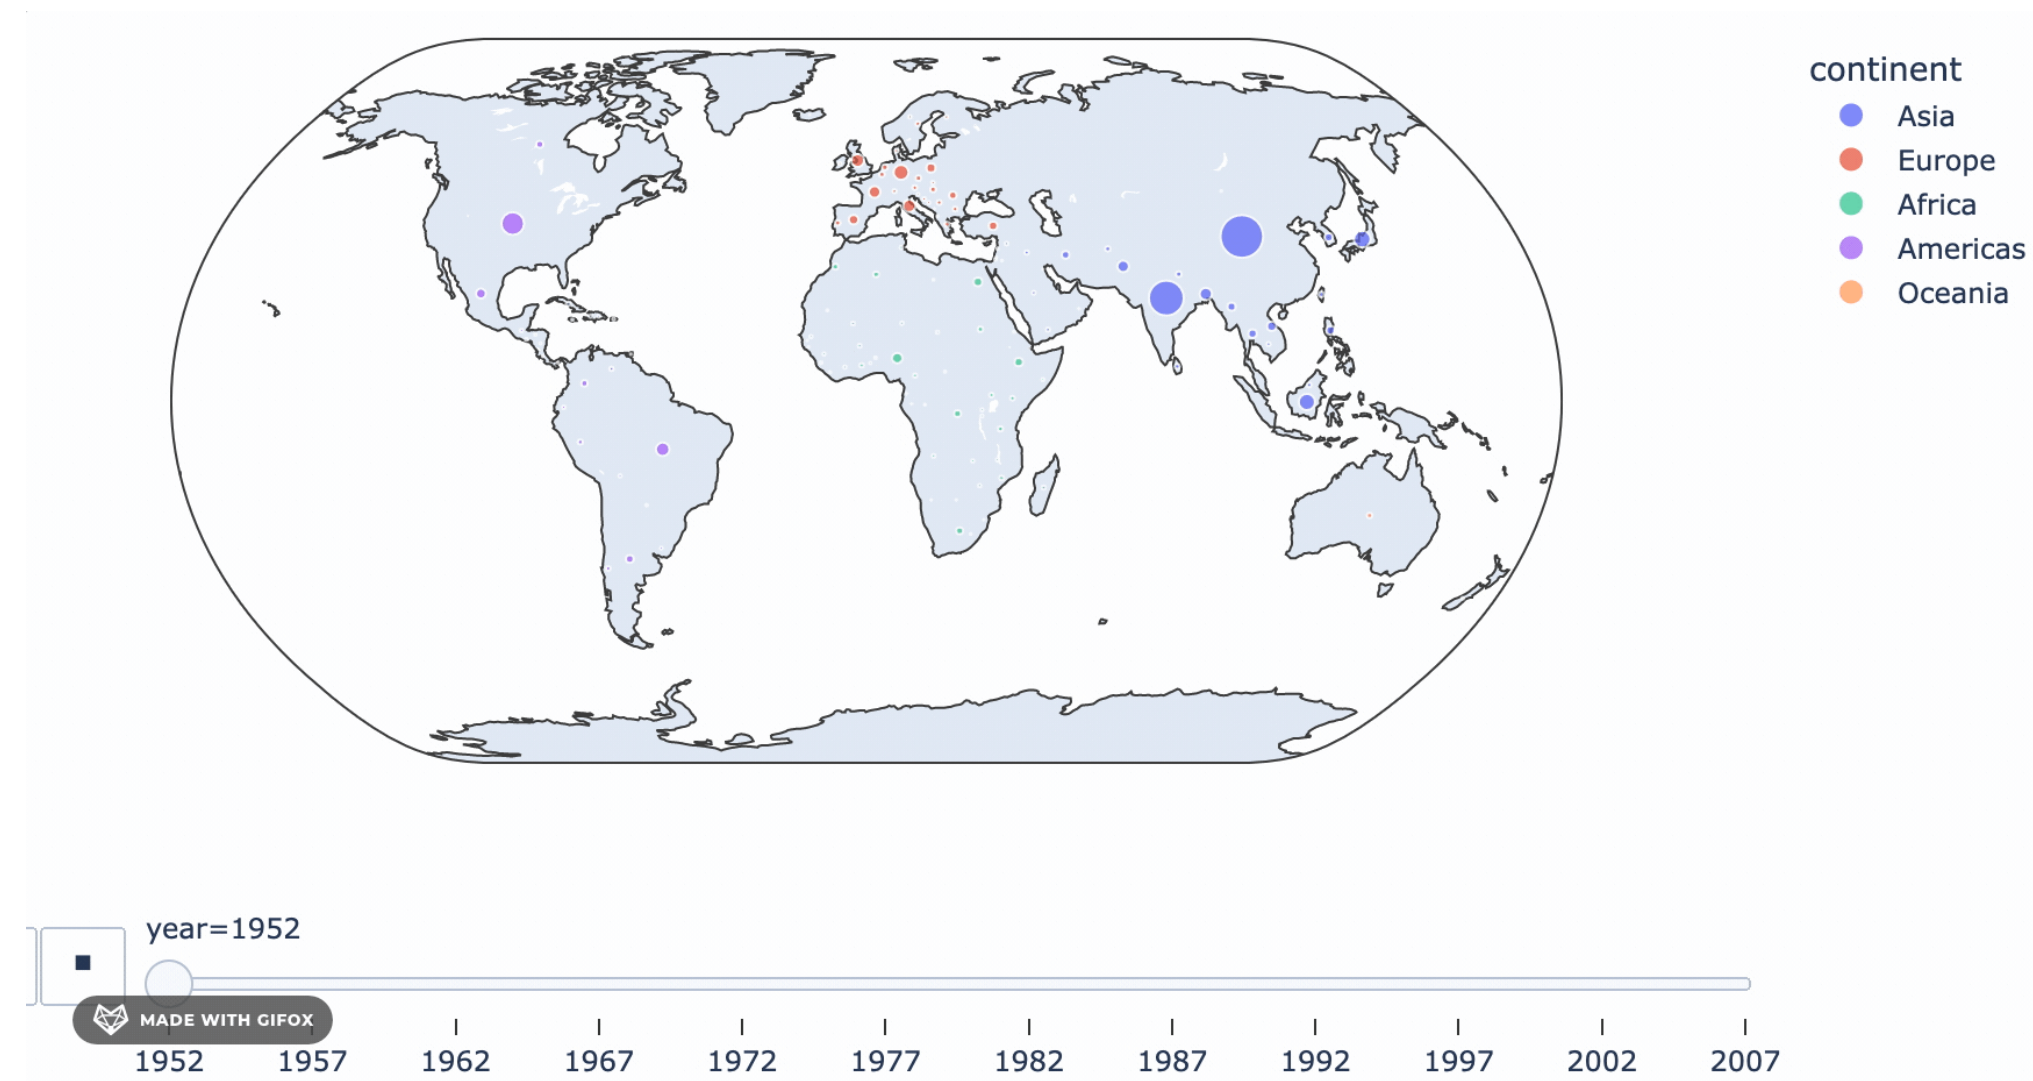 continent
Asia
Europe
Africa
Americas
Oceania
year=1952
MADE WITH GIFOX
1952 1957 1962 1967 1972 1977 1982 1987 1992 1997 2002 2007